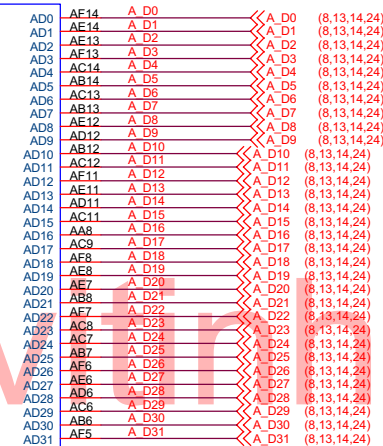 AD0 AF14 A_D0 A_D0 (8,13,14,24)
AD1 AE14 A_D1 A_D1 (8,13,14,24)
AD2 AE13 A_D2 A_D2 (8,13,14,24)
AD3 AF13 A_D3 A_D3 (8,13,14,24)
AD4 AC14 A_D4 A_D4 (8,13,14,24)
AD5 AB14 A_D5 A_D5 (8,13,14,24)
AD6 AC13 A_D6 A_D6 (8,13,14,24)
AD7 AB13 A_D7 A_D7 (8,13,14,24)
AD8 AE12 A_D8 A_D8 (8,13,14,24)
AD9 AD12 A_D9 A_D9 (8,13,14,24)
AD10 AB12 A_D10 A_D10 (8,13,14,24)
AD11 AC12 A_D11 A_D11 (8,13,14,24)
AD12 AF11 A_D12 A_D12 (8,13,14,24)
AD13 AE11 A_D13 A_D13 (8,13,14,24)
AD14 AD11 A_D14 A_D14 (8,13,14,24)
AD15 AC11 A_D15 A_D15 (8,13,14,24)
AD16 AA8 A_D16 A_D16 (8,13,14,24)
AD17 AC9 A_D17 A_D17 (8,13,14,24)
AD18 AF8 A_D18 A_D18 (8,13,14,24)
AD19 AE8 A_D19 A_D19 (8,13,14,24)
AD20 AE7 A_D20 A_D20 (8,13,14,24)
AD21 AB8 A_D21 A_D21 (8,13,14,24)
AD22 AF7 A_D22 A_D22 (8,13,14,24)
AD23 AC8 A_D23 A_D23 (8,13,14,24)
AD24 AC7 A_D24 A_D24 (8,13,14,24)
AD25 AB7 A_D25 A_D25 (8,13,14,24)
AD26 AF6 A_D26 A_D26 (8,13,14,24)
AD27 AE6 A_D27 A_D27 (8,13,14,24)
AD28 AD6 A_D28 A_D28 (8,13,14,24)
AD29 AC6 A_D29 A_D29 (8,13,14,24)
AD30 AB6 A_D30 A_D30 (8,13,14,24)
AD31 AF5 A_D31 A_D31 (8,13,14,24)